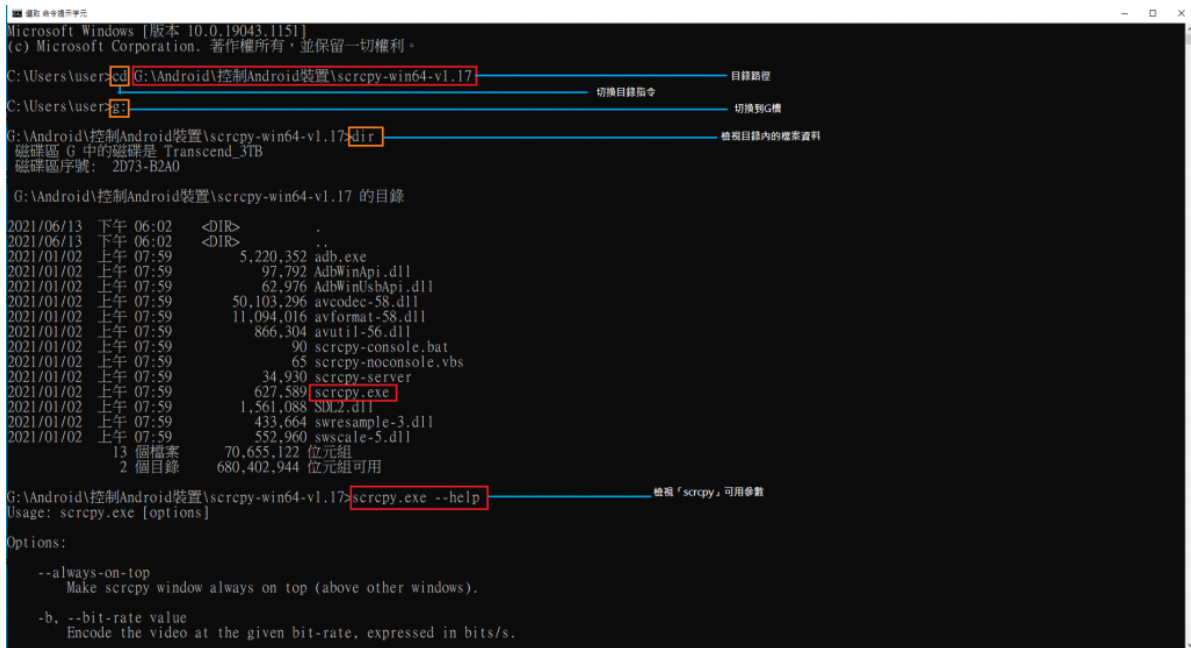 選取 命令提示字元
Microsoft Windows [版本 10.0.19043.1151]
(c) Microsoft Corporation. 著作權所有，並保留一切權利。
C:\Users\user>cd G:\Android\控制Android裝置\scrcpy-win64-v1.17
目錄路徑
切換目錄指令
C:\Users\user>g:
切換到G槽
G:\Android\控制Android裝置\scrcpy-win64-v1.17>dir
檢視目錄內的檔案資料
磁碟區 G 中的磁碟是 Transcend_3TB
磁碟區序號: 2D73-B2A0
G:\Android\控制Android裝置\scrcpy-win64-v1.17 的目錄
2021/06/13 下午 06:02 <DIR> .
2021/06/13 下午 06:02 <DIR> ..
2021/01/02 上午 07:59 5,220,352 adb.exe
2021/01/02 上午 07:59 97,792 AdbWinApi.dll
2021/01/02 上午 07:59 62,976 AdbWinUsbApi.dll
2021/01/02 上午 07:59 50,103,296 avcodec-58.dll
2021/01/02 上午 07:59 11,094,016 avformat-58.dll
2021/01/02 上午 07:59 866,304 avutil-56.dll
2021/01/02 上午 07:59 90 scrcpy-console.bat
2021/01/02 上午 07:59 65 scrcpy-noconsole.vbs
2021/01/02 上午 07:59 34,930 scrcpy-server
2021/01/02 上午 07:59 627,589 scrcpy.exe
2021/01/02 上午 07:59 1,561,088 SDL2.dll
2021/01/02 上午 07:59 433,664 swresample-3.dll
2021/01/02 上午 07:59 552,960 swscale-5.dll
13 個檔案 70,655,122 位元組
2 個目錄 680,402,944 位元組可用
G:\Android\控制Android裝置\scrcpy-win64-v1.17>scrcpy.exe --help
檢視「scrcpy」可用參數
Usage: scrcpy.exe [options]
Options:
--always-on-top
Make scrcpy window always on top (above other windows).
-b, --bit-rate value
Encode the video at the given bit-rate, expressed in bits/s.